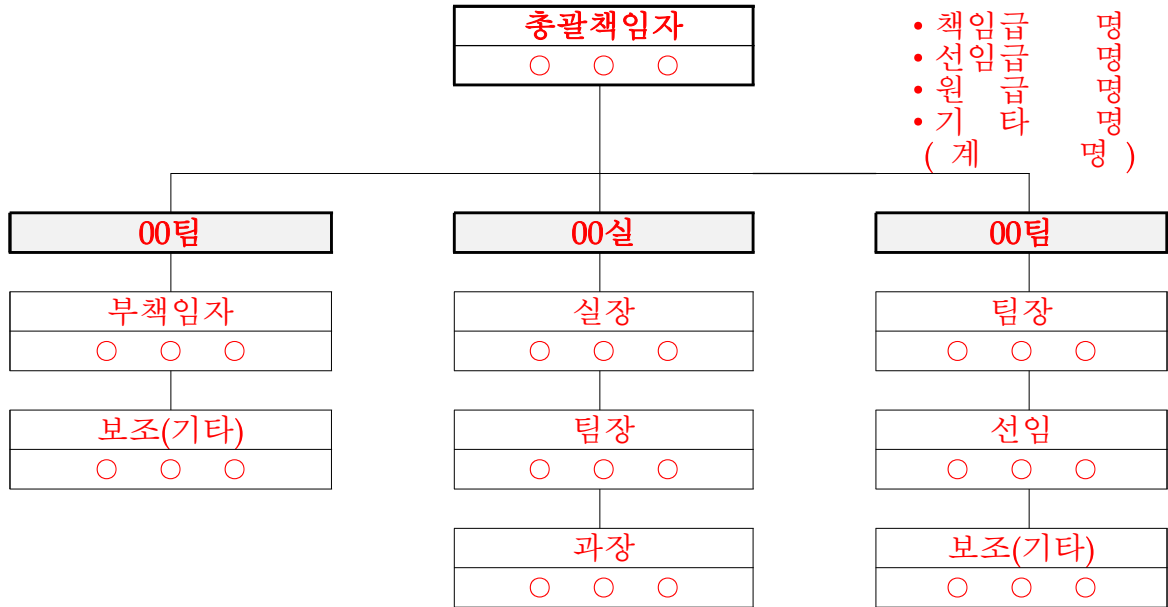 총괄책임자
○ ○ ○
• 책임급 명
• 선임급 명
• 원 급 명
• 기 타 명
( 계 명 )
00팀
00실
00팀
부책임자
○ ○ ○
실장
○ ○ ○
팀장
○ ○ ○
보조(기타)
○ ○ ○
팀장
○ ○ ○
선임
○ ○ ○
과장
○ ○ ○
보조(기타)
○ ○ ○